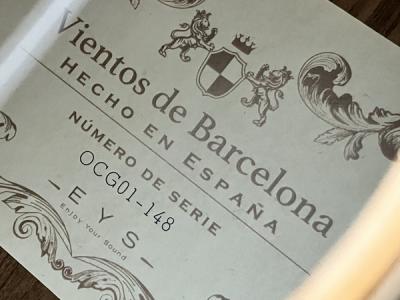 Vientos de Barcelona
HECHO EN ESPAÑA
NÚMERO DE SERIE
OCG01-148
EYS
Enjoy Your Sound